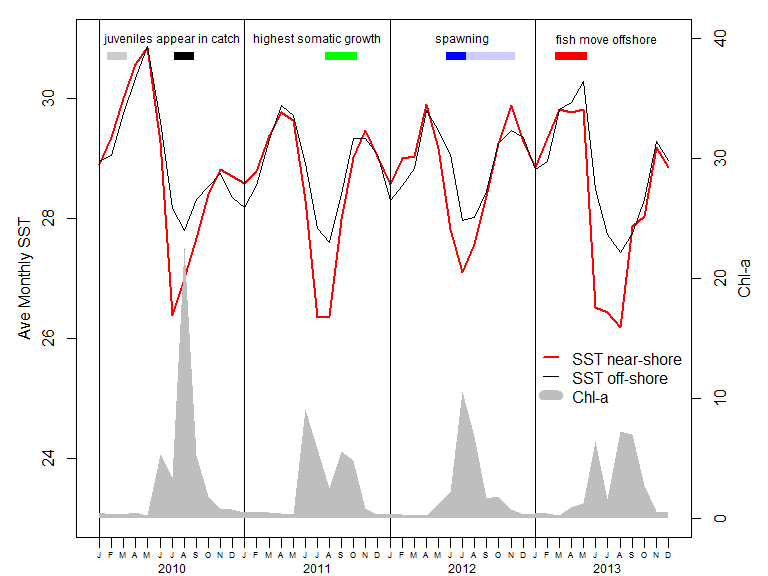 juveniles appear in catch highest somatic growth spawning fish move offshore
40
30
30
28
20
Ave Monthly SST
Chl-a
26
SST near-shore
SST off-shore
Chl-a
10
24
0
J F M A M J J A S O N D J F M A M J J A S O N D J F M A M J J A S O N D J F M A M J J A S O N D
2010 2011 2012 2013